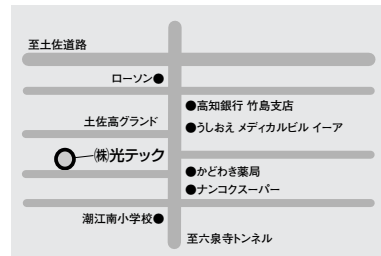 至土佐道路
ローソン●
●高知銀行 竹島支店
土佐高グランド
●うしおえ メディカルビル イーア
㈱光テック
●かどわき薬局
●ナンコクスーパー
潮江南小学校●
至六泉寺トンネル